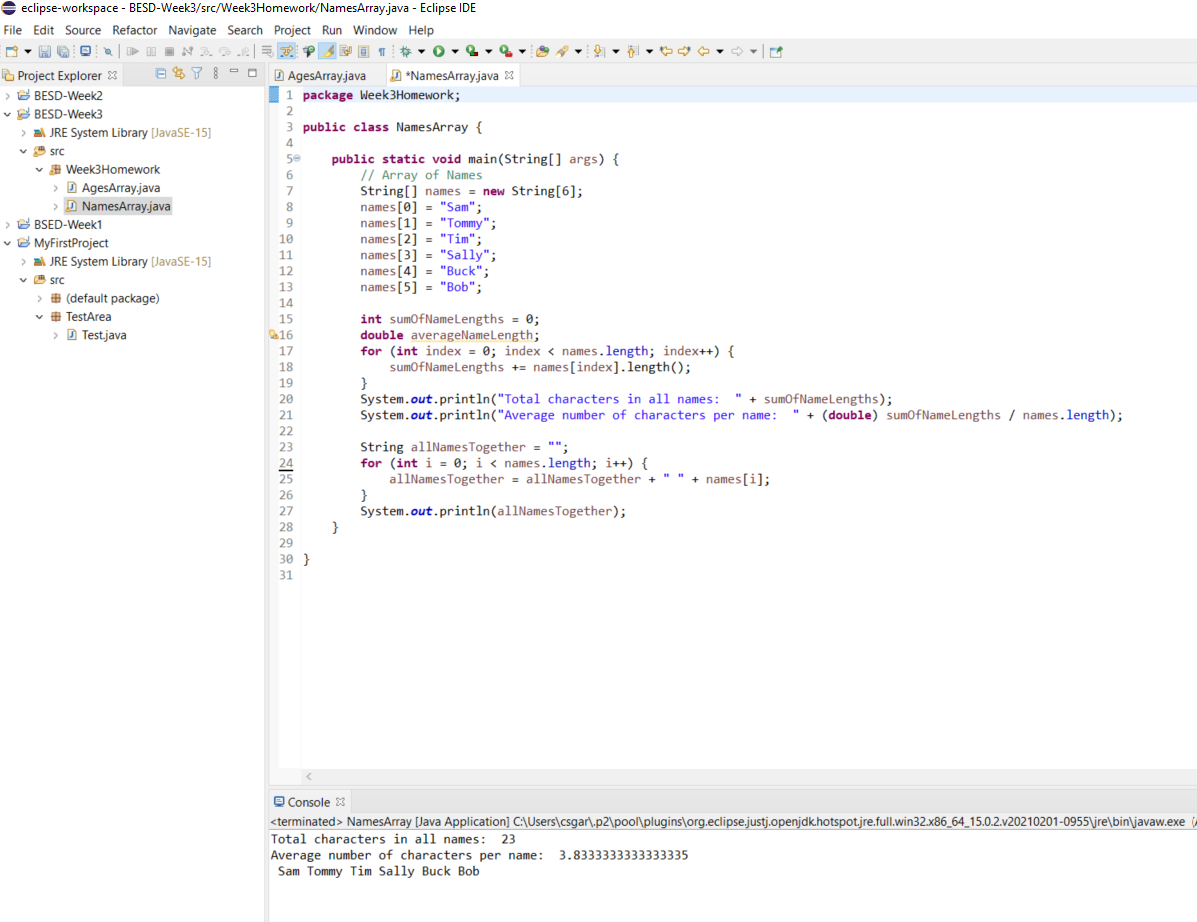 eclipse-workspace - BESD-Week3/src/Week3Homework/NamesArray.java - Eclipse IDE
File Edit Source Refactor Navigate Search Project Run Window Help
Project Explorer
BESD-Week2
BESD-Week3
JRE System Library [JavaSE-15]
src
Week3Homework
AgesArray.java
NamesArray.java
BSED-Week1
MyFirstProject
JRE System Library [JavaSE-15]
src
(default package)
TestArea
Test.java
AgesArray.java *NamesArray.java
1 package Week3Homework;
2
3 public class NamesArray {
4
5     public static void main(String[] args) {
6         // Array of Names
7         String[] names = new String[6];
8         names[0] = "Sam";
9         names[1] = "Tommy";
10         names[2] = "Tim";
11         names[3] = "Sally";
12         names[4] = "Buck";
13         names[5] = "Bob";
14
15         int sumOfNameLengths = 0;
16         double averageNameLength;
17         for (int index = 0; index < names.length; index++) {
18             sumOfNameLengths += names[index].length();
19         }
20         System.out.println("Total characters in all names:  " + sumOfNameLengths);
21         System.out.println("Average number of characters per name:  " + (double) sumOfNameLengths / names.length);
22
23         String allNamesTogether = "";
24         for (int i = 0; i < names.length; i++) {
25             allNamesTogether = allNamesTogether + " " + names[i];
26         }
27         System.out.println(allNamesTogether);
28     }
29
30 }
31
Console
<terminated> NamesArray [Java Application] C:\Users\csgar\.p2\pool\plugins\org.eclipse.justj.openjdk.hotspot.jre.full.win32.x86_64_15.0.2.v20210201-0955\jre\bin\javaw.exe
Total characters in all names:  23
Average number of characters per name:  3.8333333333333335
 Sam Tommy Tim Sally Buck Bob